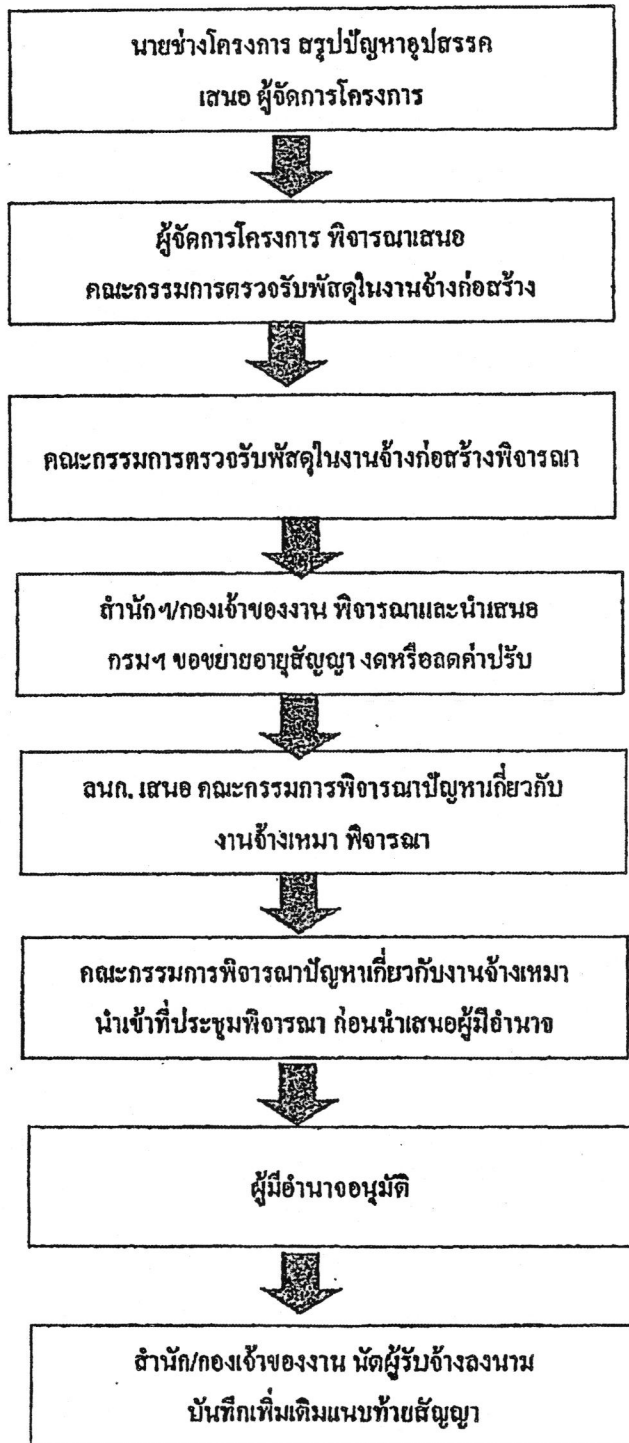 นายช่างโครงการ สรุปปัญหาอุปสรรค
เสนอ ผู้จัดการโครงการ
ผู้จัดการโครงการ พิจารณาเสนอ
คณะกรรมการตรวจรับพัสดุในงานจ้างก่อสร้าง
คณะกรรมการตรวจรับพัสดุในงานจ้างก่อสร้างพิจารณา
สำนักฯ/กองเจ้าของงาน พิจารณาและนำเสนอ
กรมฯ ขอขยายอายุสัญญา งดหรือลดค่าปรับ
ลนก. เสนอ คณะกรรมการพิจารณาปัญหาเกี่ยวกับ
งานจ้างเหมา พิจารณา
คณะกรรมการพิจารณาปัญหาเกี่ยวกับงานจ้างเหมา
นำเข้าที่ประชุมพิจารณา ก่อนนำเสนอผู้มีอำนาจ
ผู้มีอำนาจอนุมัติ
สำนัก/กองเจ้าของงาน นัดผู้รับจ้างลงนาม
บันทึกเพิ่มเติมแนบท้ายสัญญา